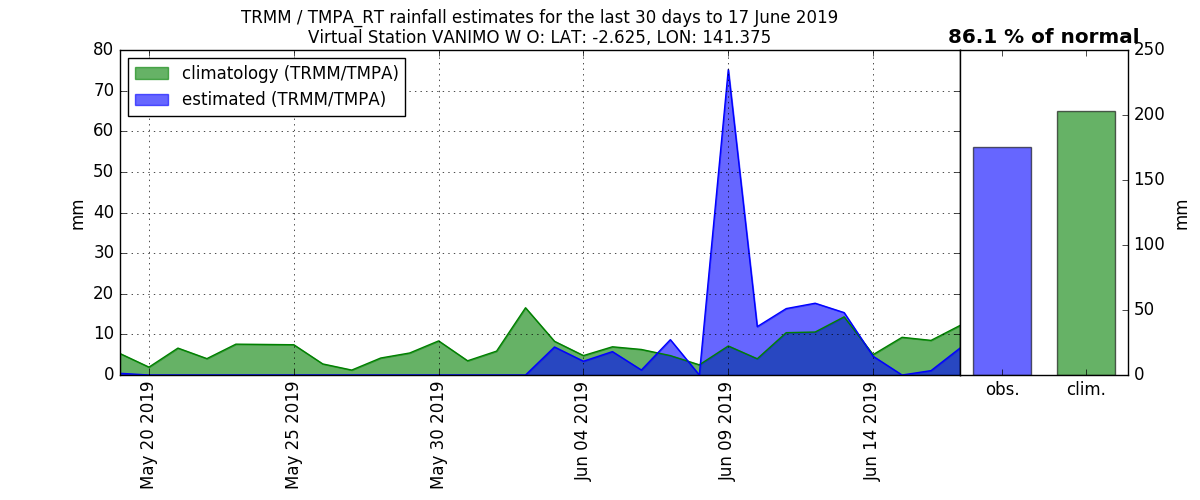 TRMM / TMPA_RT rainfall estimates for the last 30 days to 17 June 2019
Virtual Station VANIMO W O: LAT: -2.625, LON: 141.375
86.1 % of normal
climatology (TRMM/TMPA)
estimated (TRMM/TMPA)
80
70
60
50
40
30
20
10
0
mm
May 20 2019
May 25 2019
May 30 2019
Jun 04 2019
Jun 09 2019
Jun 14 2019
obs.
clim.
250
200
150
100
50
0
mm